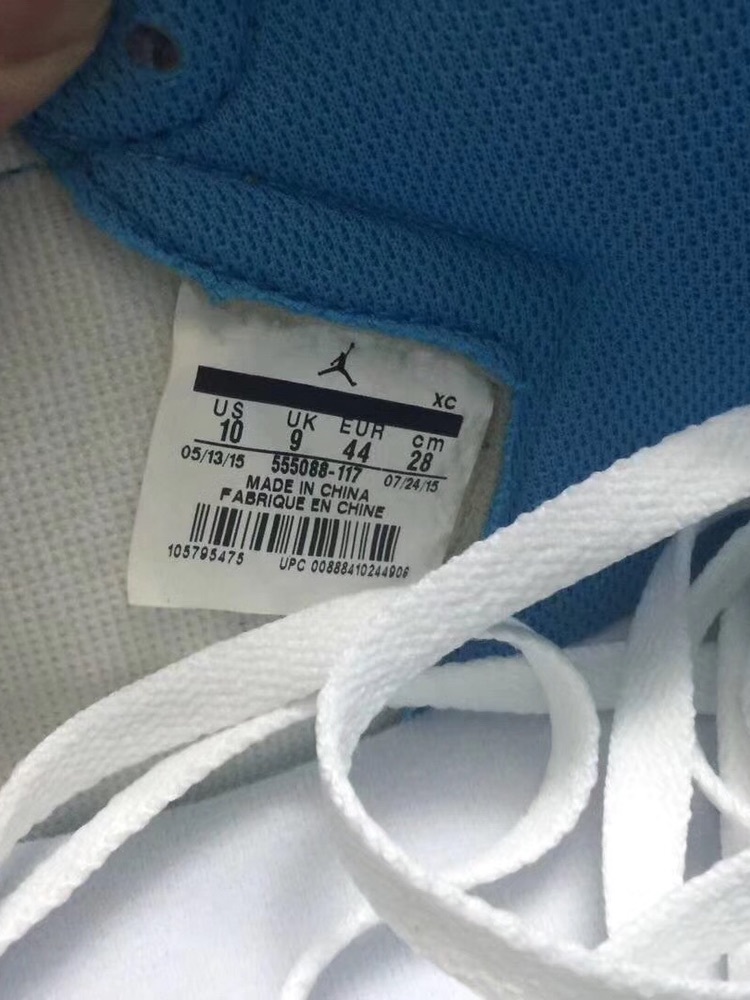 XC
US UK EUR cm
10 9 44 28
05/13/15 555088-117 07/24/15
MADE IN CHINA
FABRIQUE EN CHINE
105795475 UPC 00888410244906